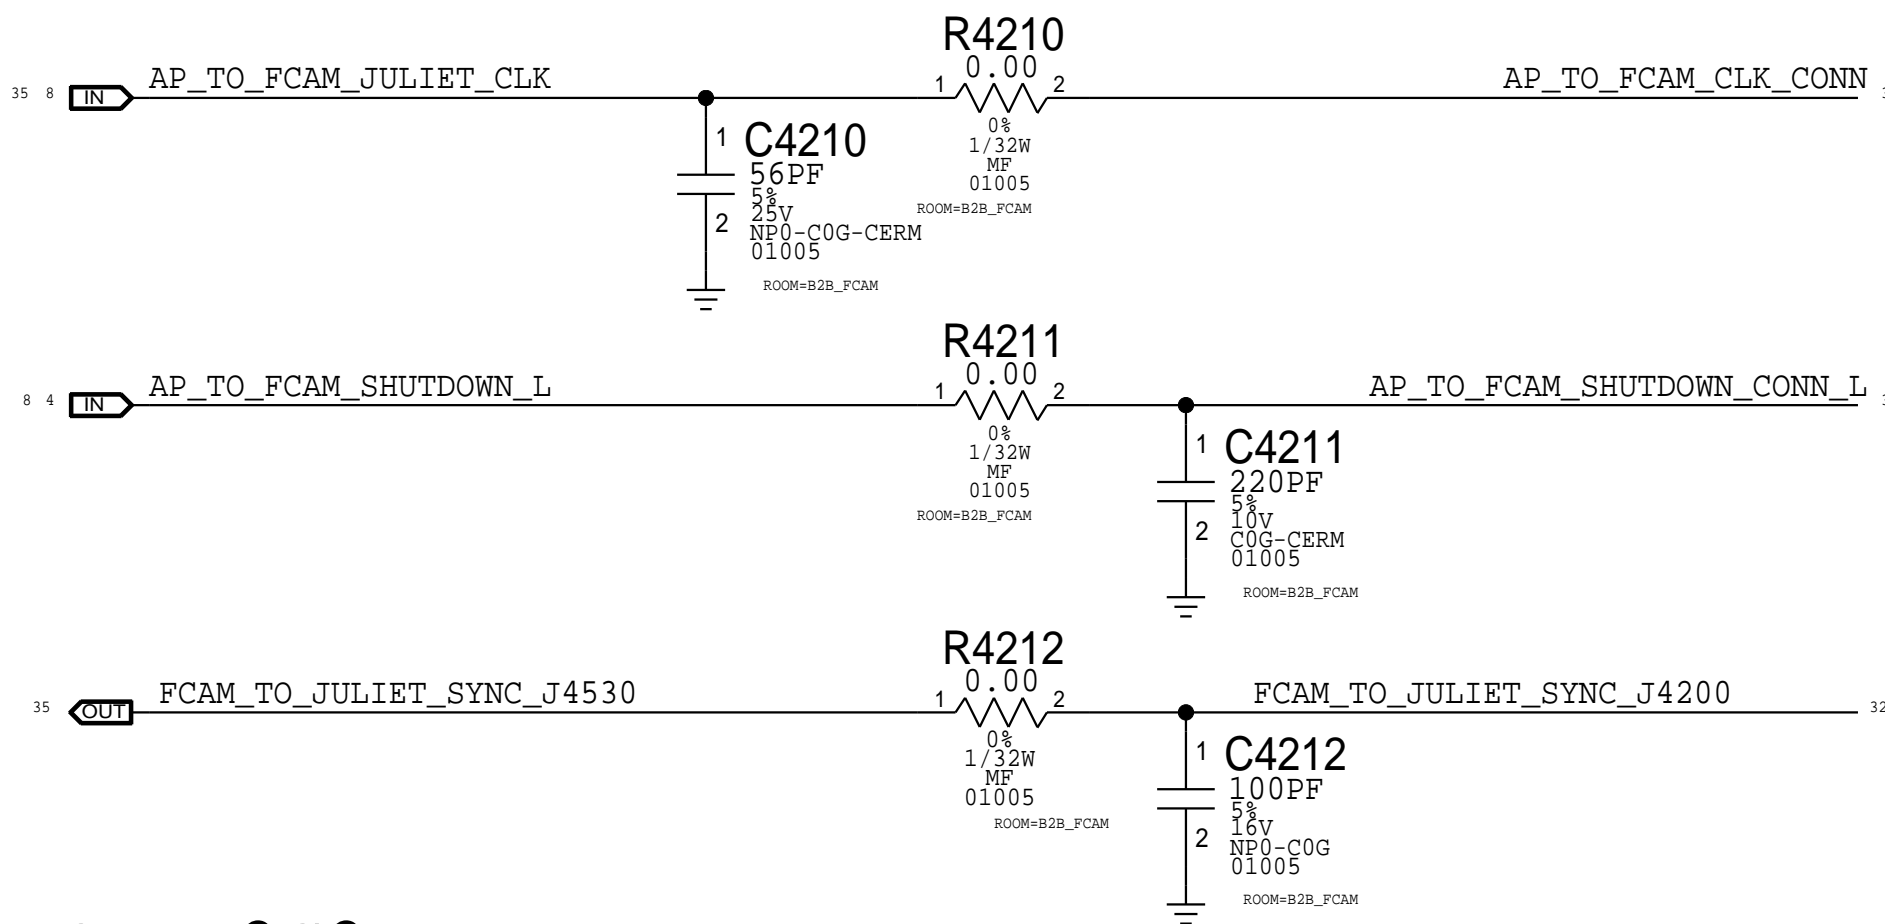 R4210
0.00
35 8 IN AP_TO_FCAM_JULIET_CLK 1 2 AP_TO_FCAM_CLK_CONN
0%
1/32W
MF
01005
ROOM=B2B_FCAM
1 C4210
56PF
5%
25V
2 NP0-C0G-CERM
01005
ROOM=B2B_FCAM
R4211
0.00
8 4 IN AP_TO_FCAM_SHUTDOWN_L 1 2 AP_TO_FCAM_SHUTDOWN_CONN_L
0%
1/32W
MF
01005
ROOM=B2B_FCAM
1 C4211
220PF
5%
10V
2 C0G-CERM
01005
ROOM=B2B_FCAM
R4212
0.00
35 OUT FCAM_TO_JULIET_SYNC_J4530 1 2 FCAM_TO_JULIET_SYNC_J4200 32
0%
1/32W
MF
01005
ROOM=B2B_FCAM
1 C4212
100PF
5%
16V
2 NP0-C0G
01005
ROOM=B2B_FCAM